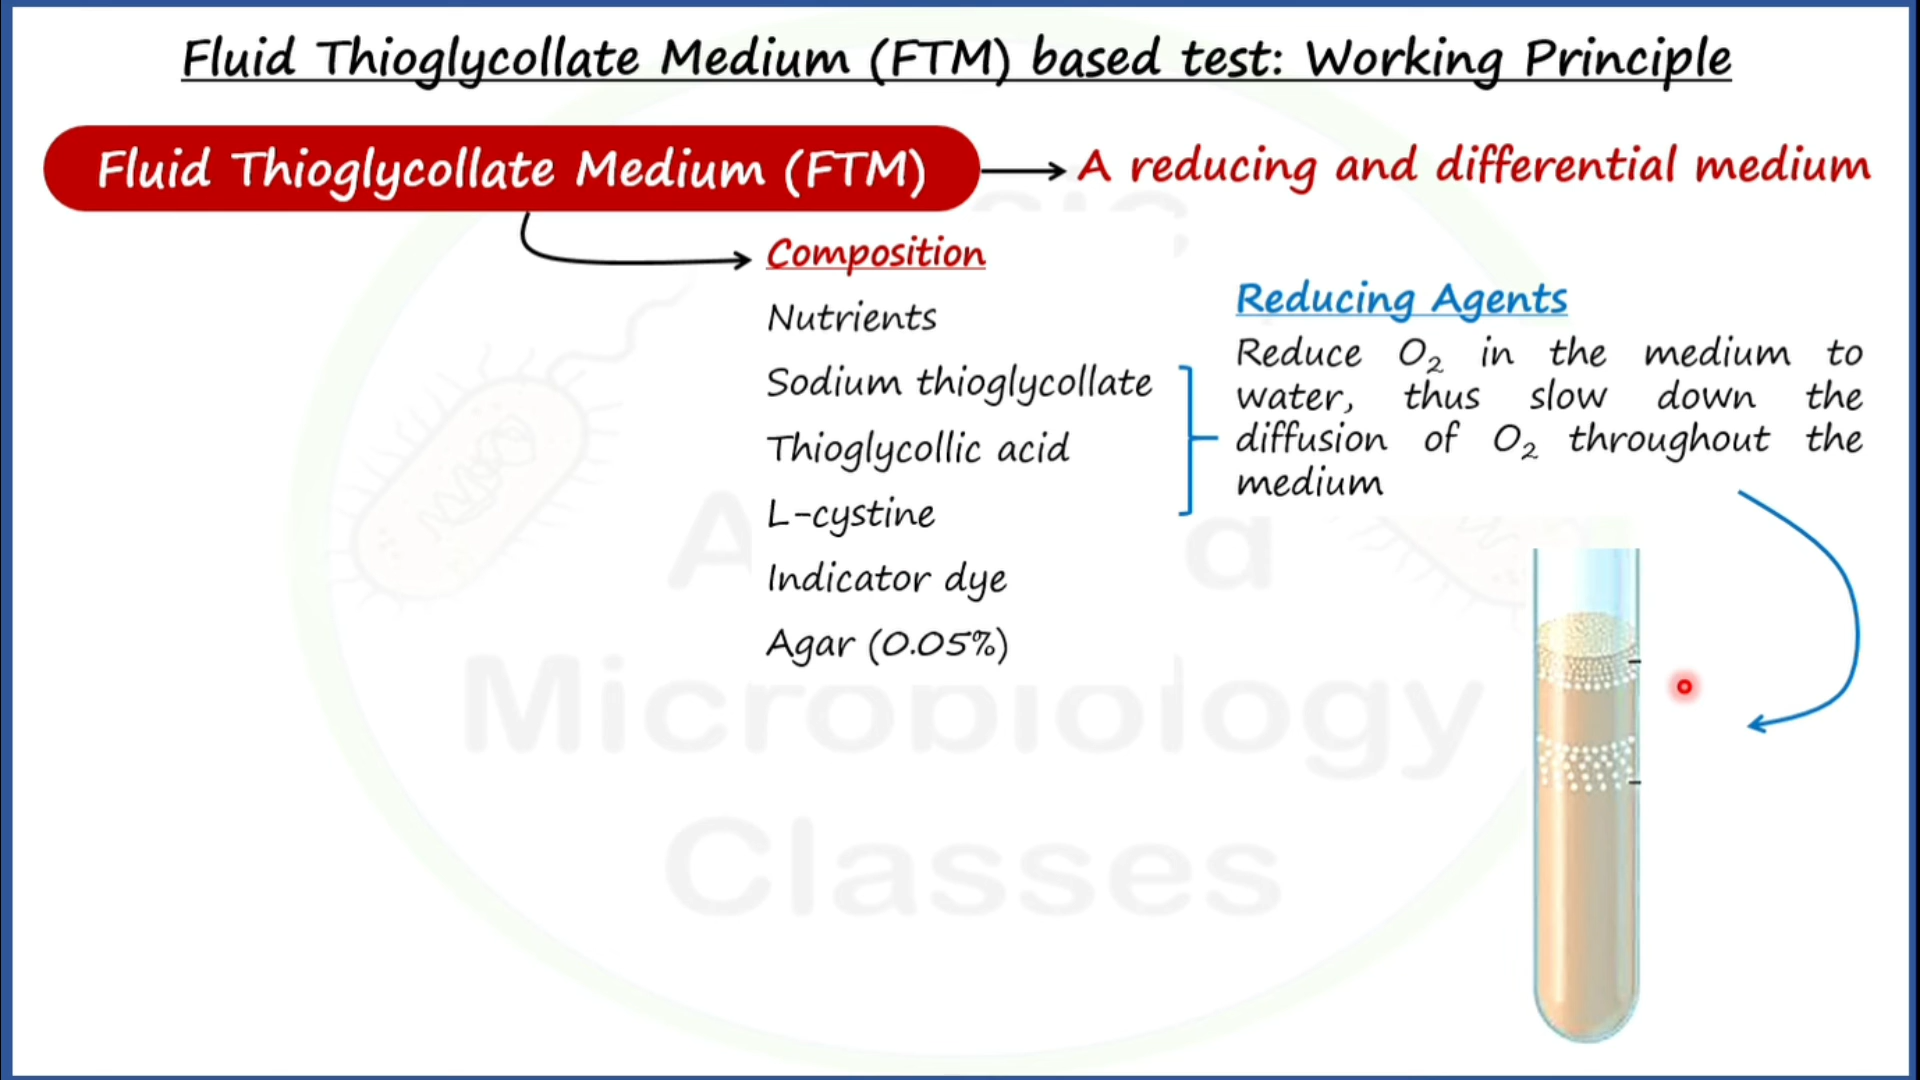 Fluid Thioglycollate Medium (FTM) based test: Working Principle
Fluid Thioglycollate Medium (FTM)
A reducing and differential medium
Composition
Nutrients
Sodium thioglycollate
Thioglycollic acid
L-cystine
Indicator dye
Agar (0.05%)
Reducing Agents
Reduce O₂ in the medium to
water, thus slow down the
diffusion of O₂ throughout the
medium
Microbiology
Classes